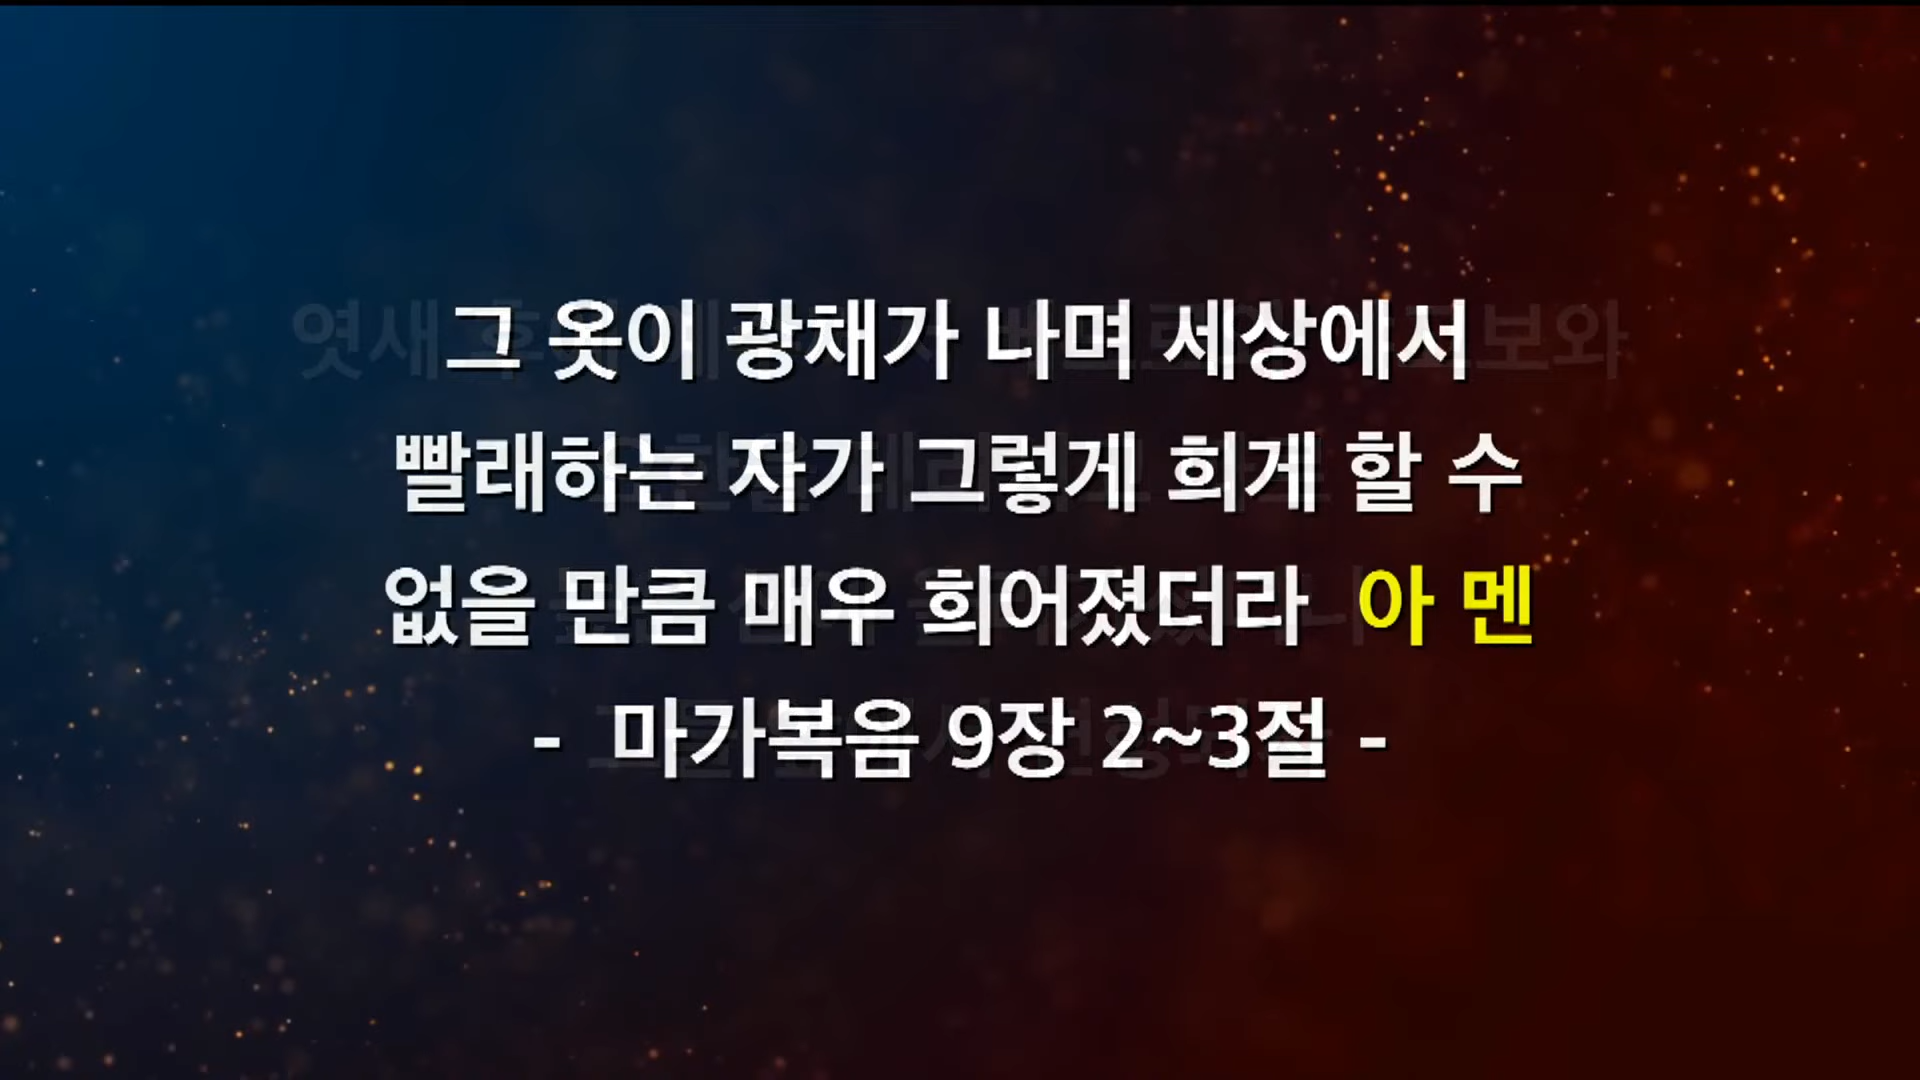 그 옷이 광채가 나며 세상에서
빨래하는 자가 그렇게 희게 할 수
없을 만큼 매우 희어졌더라 아 멘
- 마가복음 9장 2~3절 -